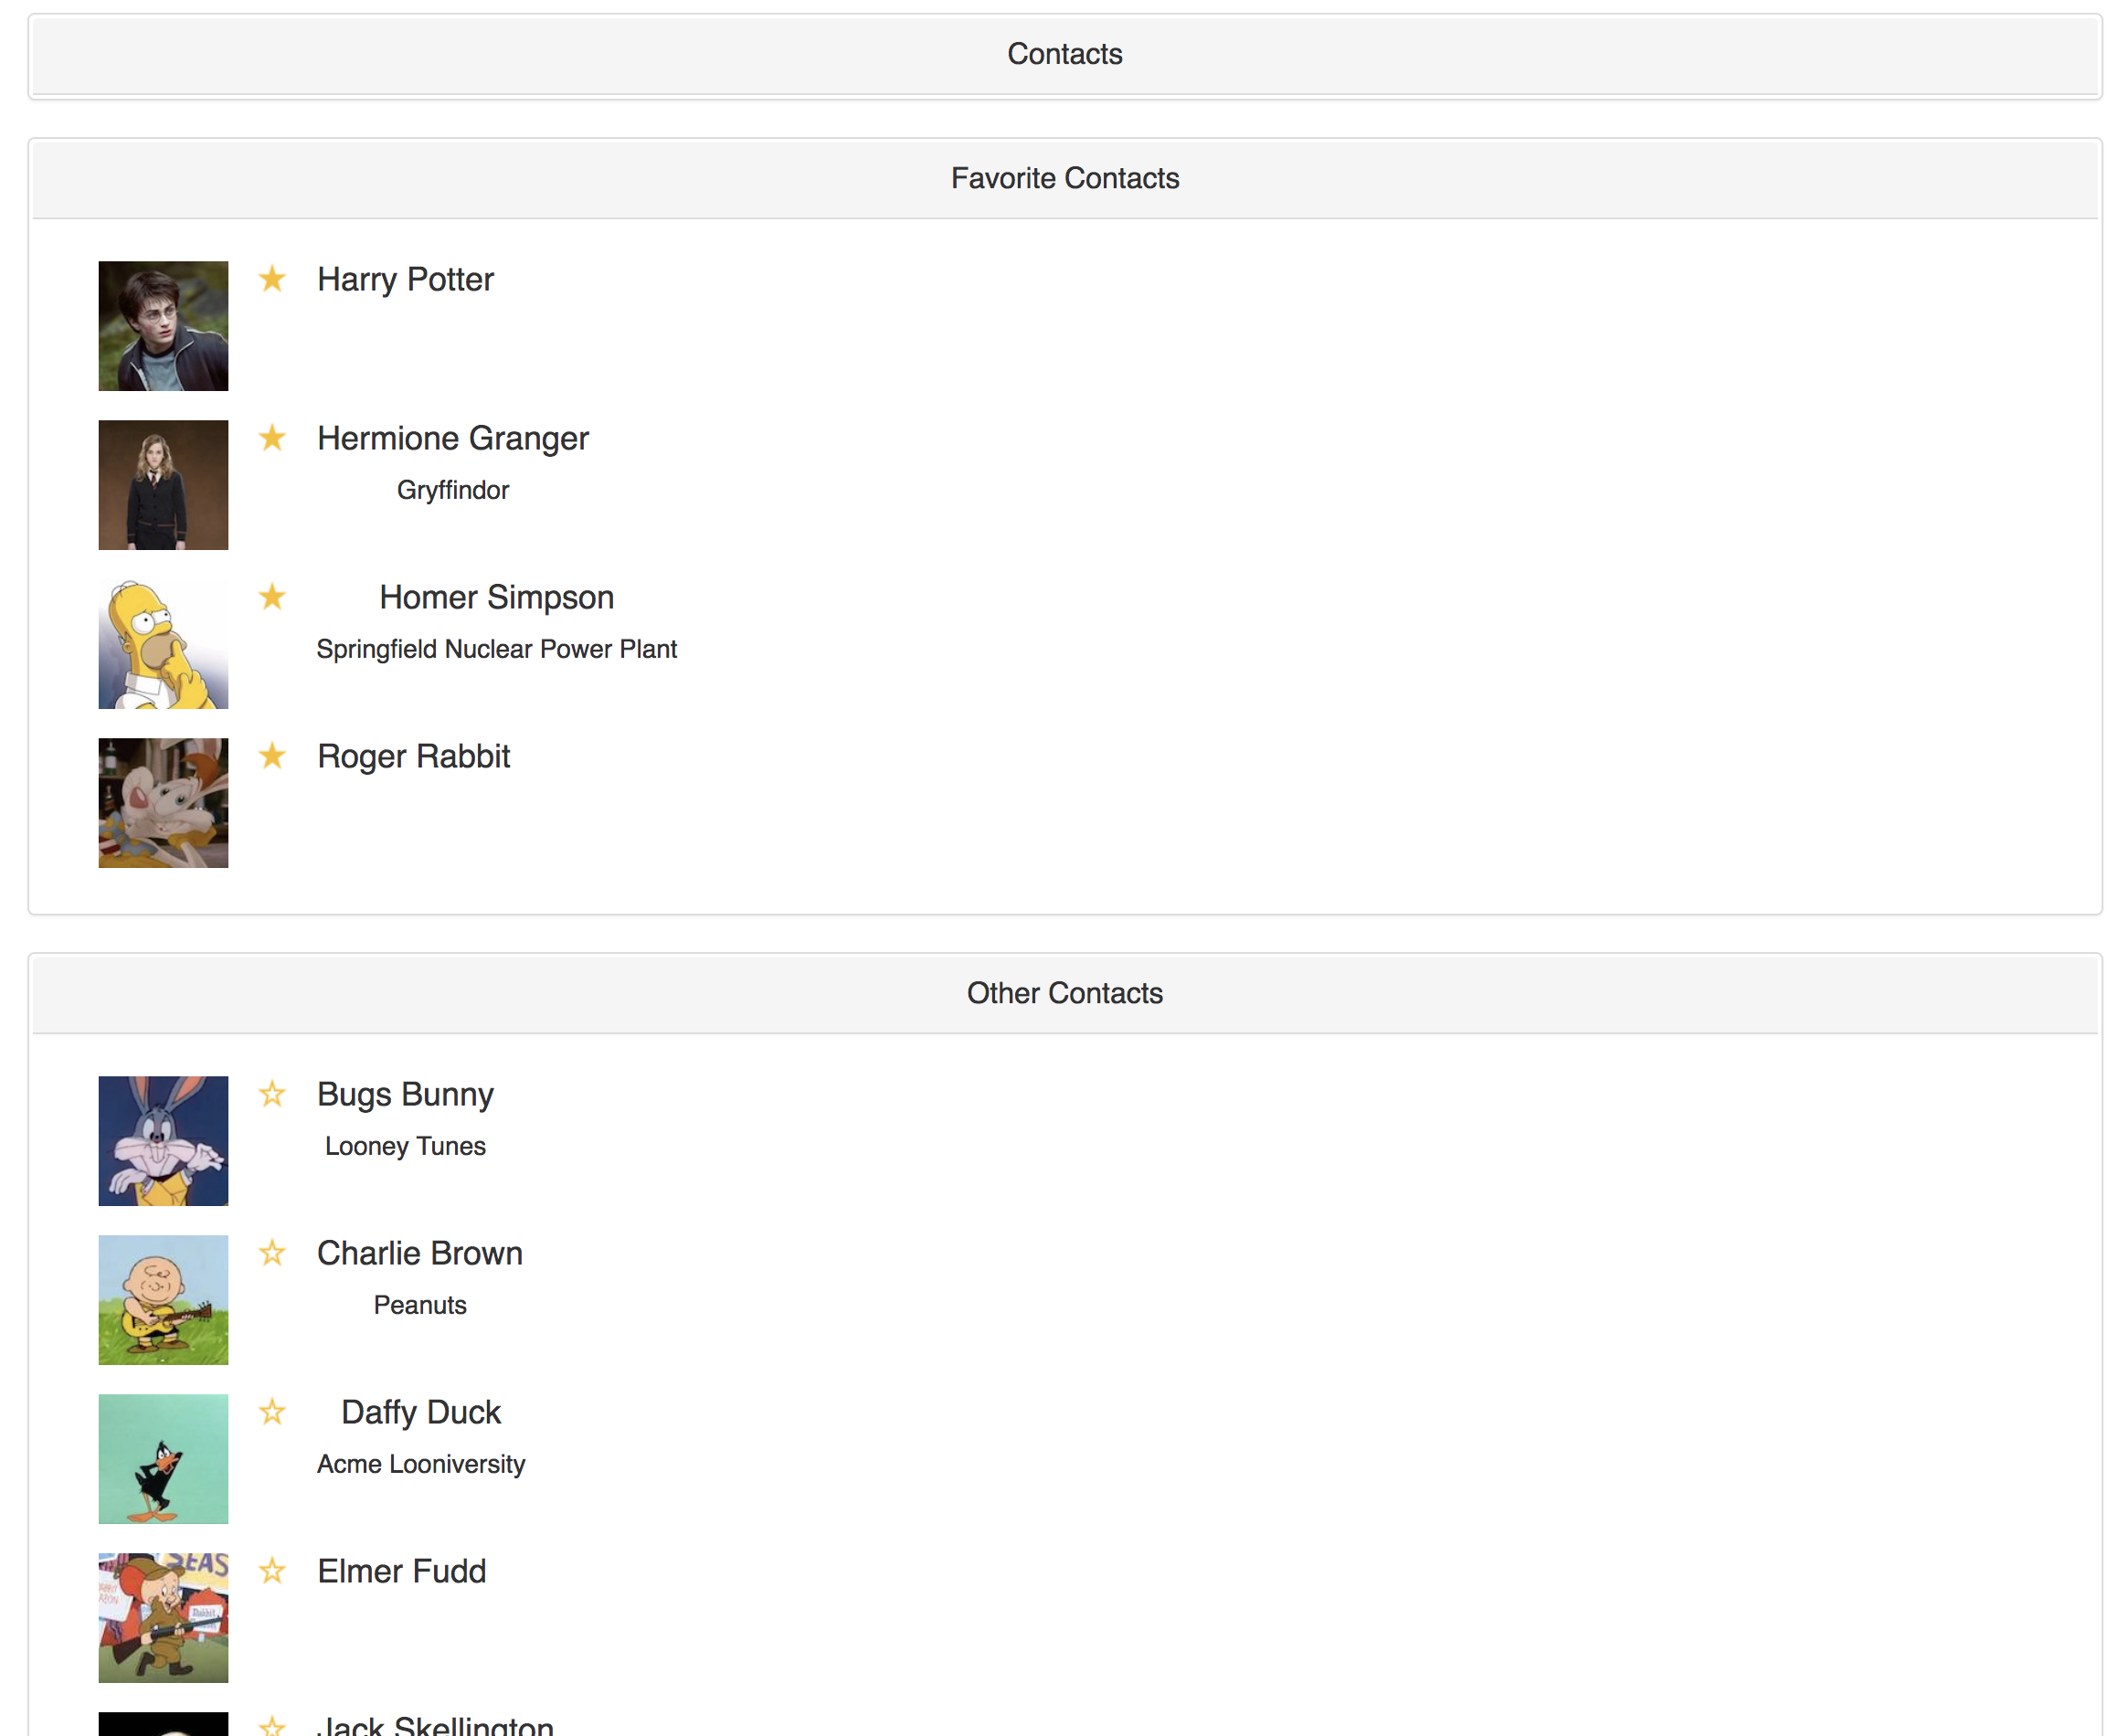 Contacts
Favorite Contacts
Harry Potter
Hermione Granger
Gryffindor
Homer Simpson
Springfield Nuclear Power Plant
Roger Rabbit
Other Contacts
Bugs Bunny
Looney Tunes
Charlie Brown
Peanuts
Daffy Duck
Acme Looniversity
Elmer Fudd
SEAS
Jack Skellington